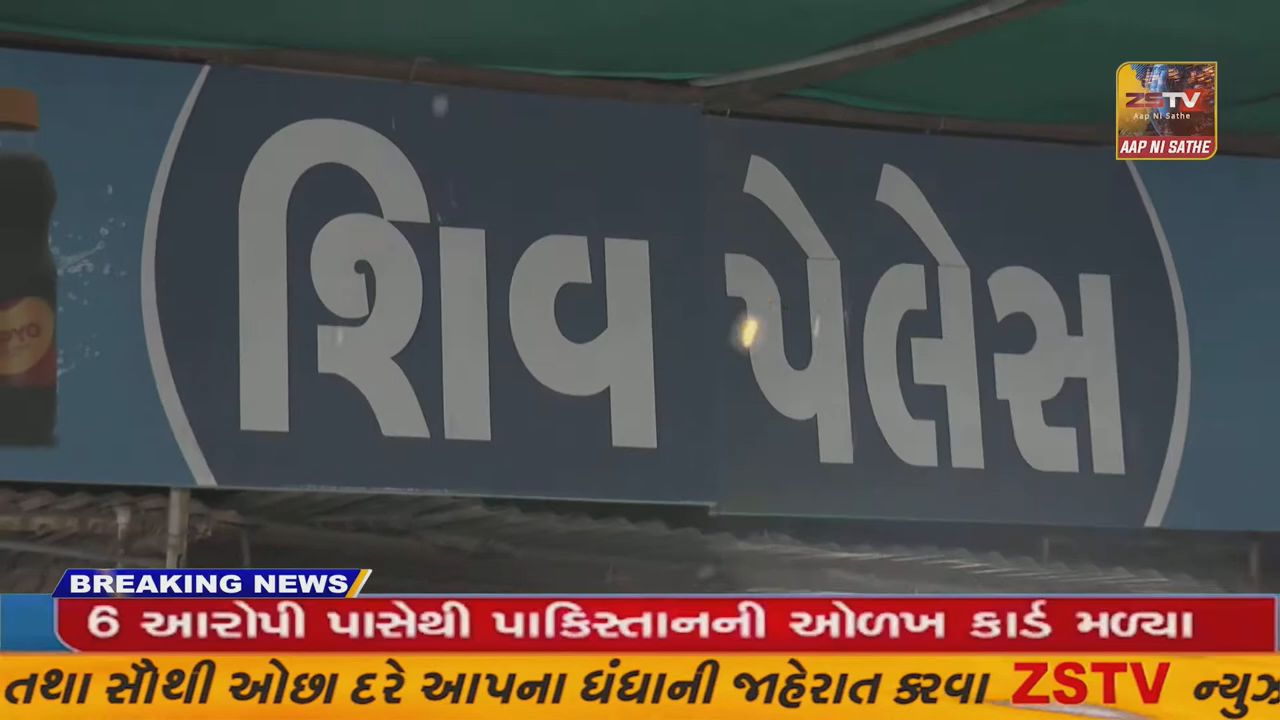 ZSTV
Aap Ni Sathe
AAP NI SATHE
શિવ પેલેસ
BREAKING NEWS
6 આરોપી પાસેથી પાકિસ્તાનની ઓળખ કાર્ડ મળ્યા
તથા સૌથી ઓછા દરે આપના ધંધાની જાહેરાત કરવા ZSTV ન્યુઝ